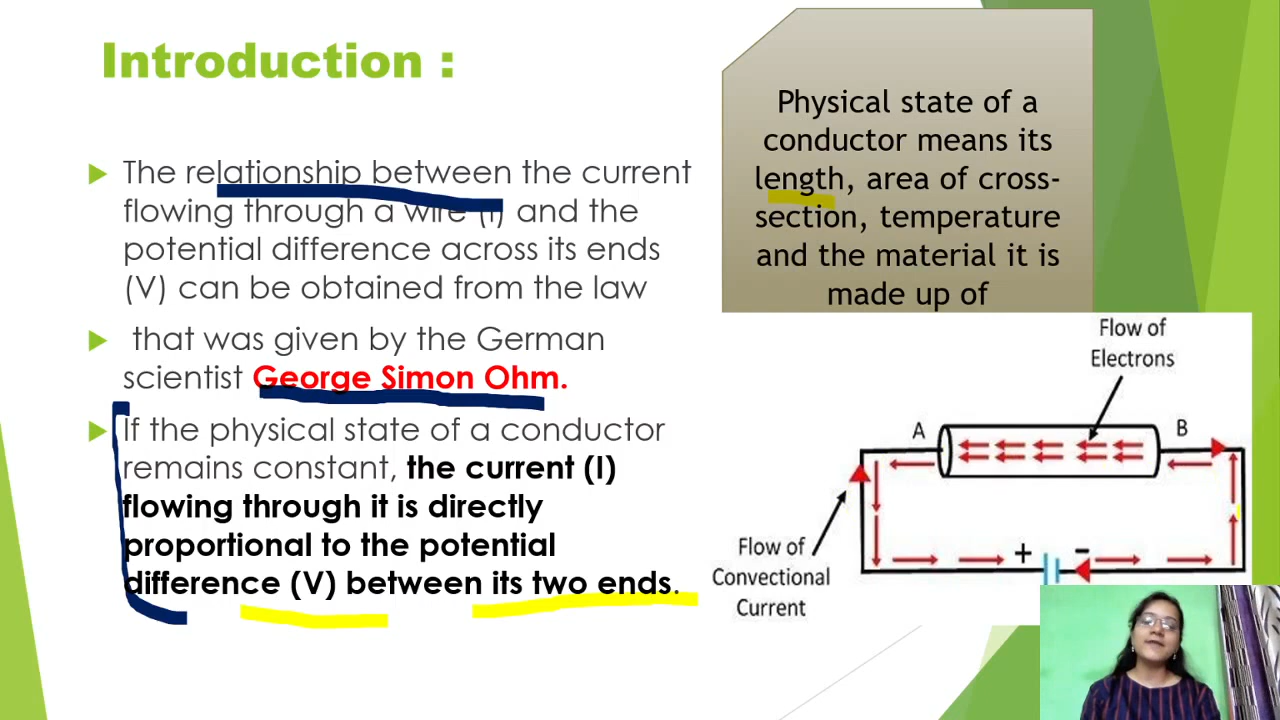 Introduction :
The relationship between the current
flowing through a wire (I) and the
potential difference across its ends
(V) can be obtained from the law
that was given by the German
scientist George Simon Ohm.
If the physical state of a conductor
remains constant, the current (I)
flowing through it is directly
proportional to the potential
difference (V) between its two ends.
Physical state of a
conductor means its
length, area of cross-
section, temperature
and the material it is
made up of
Flow of
Electrons
A
B
Flow of
Convectional
Current
+
-